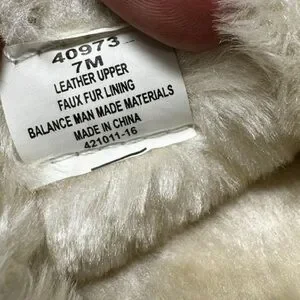 40973
7M
LEATHER UPPER
FAUX FUR LINING
BALANCE MAN MADE MATERIALS
MADE IN CHINA
421011-16